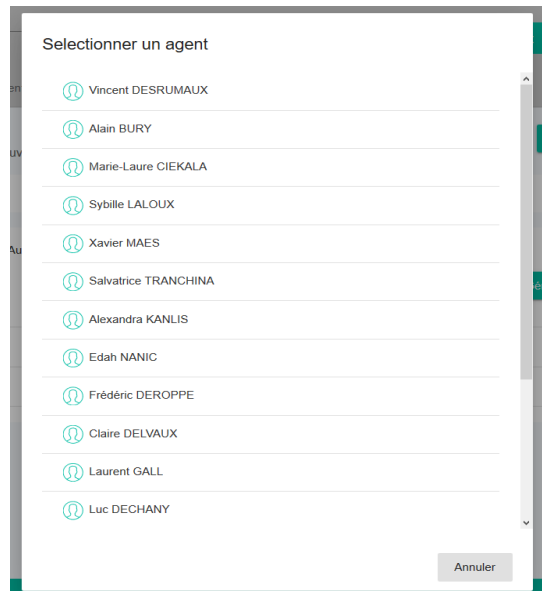 Selectionner un agent
Vincent DESRUMAUX
Alain BURY
Marie-Laure CIEKALA
Sybille LALOUX
Xavier MAES
Salvatrice TRANCHINA
Alexandra KANLIS
Edah NANIC
Frédéric DEROPPE
Claire DELVAUX
Laurent GALL
Luc DECHANY
Annuler